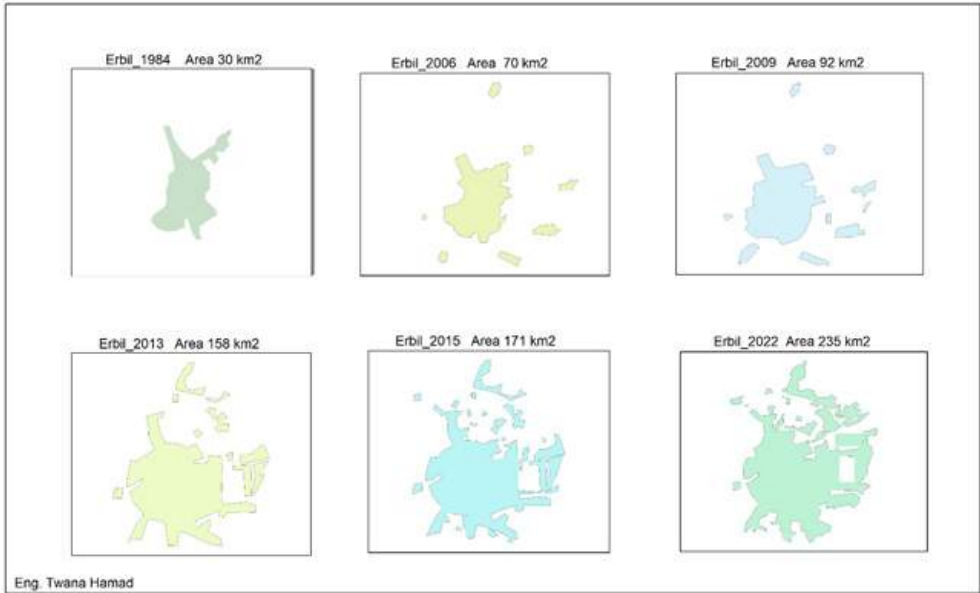 Erbil_1984 Area 30 km2
Erbil_2006 Area 70 km2
Erbil_2009 Area 92 km2
Erbil_2013 Area 158 km2
Erbil_2015 Area 171 km2
Erbil_2022 Area 235 km2
Eng. Twana Hamad